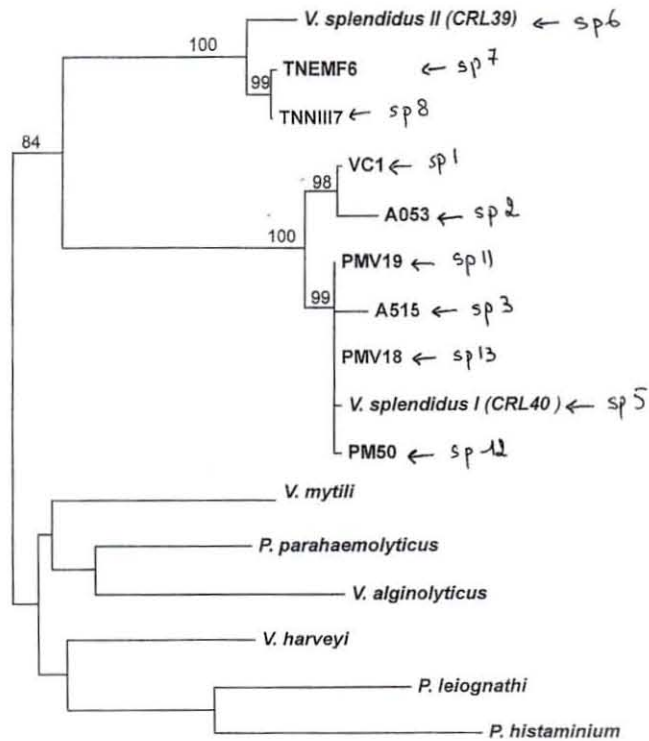 100
V. splendidus II (CRL39) ← sp6
99
TNEMF6 ← sp7
TNNIII7 ← sp8
84
98
VC1 ← sp1
A053 ← sp2
100
PMV19 ← sp11
99
A515 ← sp3
PMV18 ← sp13
V. splendidus I (CRL40) ← sp5
PM50 ← sp12
V. mytili
P. parahaemolyticus
V. alginolyticus
V. harveyi
P. leiognathi
P. histaminium